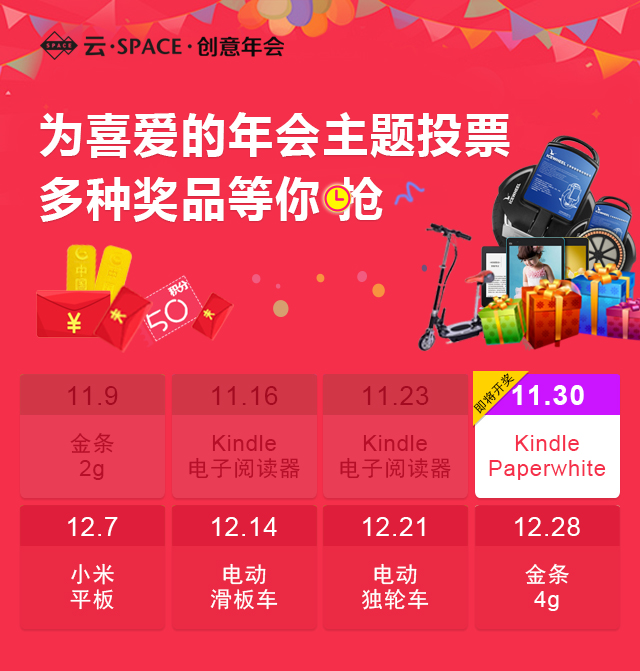 SPACE 云·SPACE·创意年会
为喜爱的年会主题投票
多种奖品等你 抢
积分
50
中国
¥
11.9
金条
2g
11.16
Kindle
电子阅读器
11.23
Kindle
电子阅读器
即将开奖
11.30
Kindle
Paperwhite
12.7
小米
平板
12.14
电动
滑板车
12.21
电动
独轮车
12.28
金条
4g